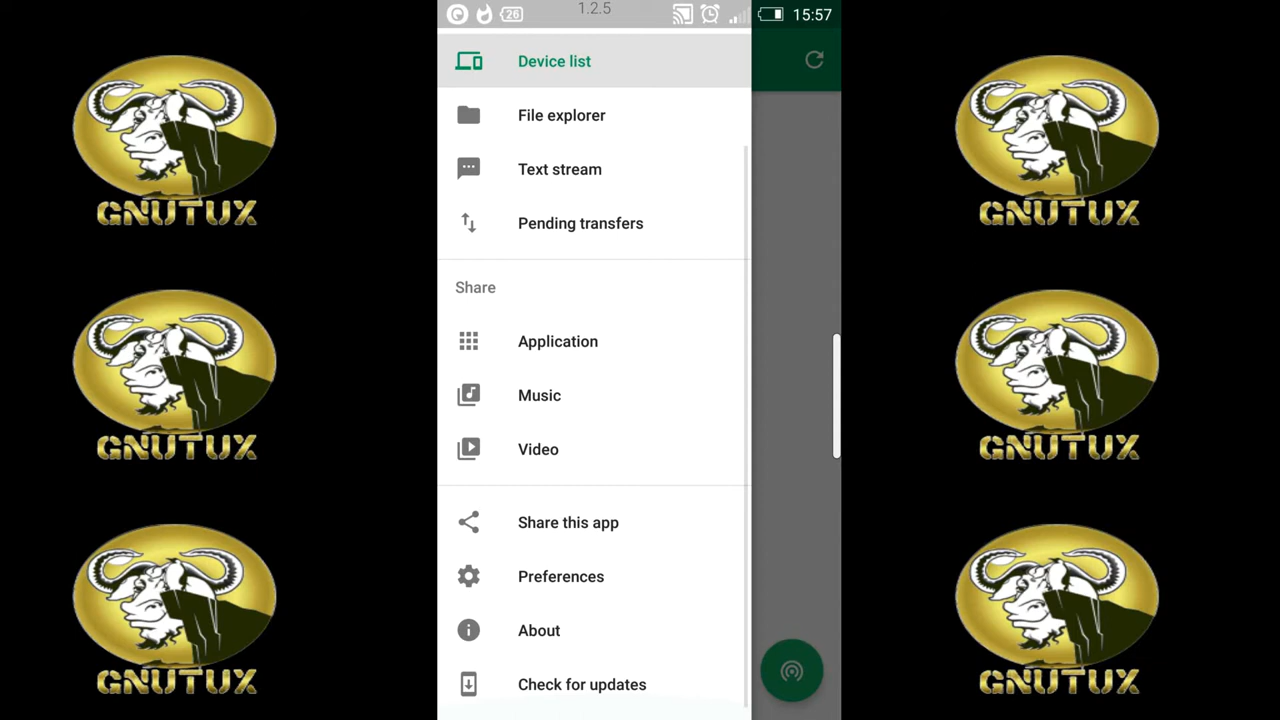 26
1.2.5
15:57
Device list
File explorer
Text stream
Pending transfers
Share
Application
Music
Video
Share this app
Preferences
About
Check for updates
GNUTUX
GNUTUX
GNUTUX
GNUTUX
GNUTUX
GNUTUX